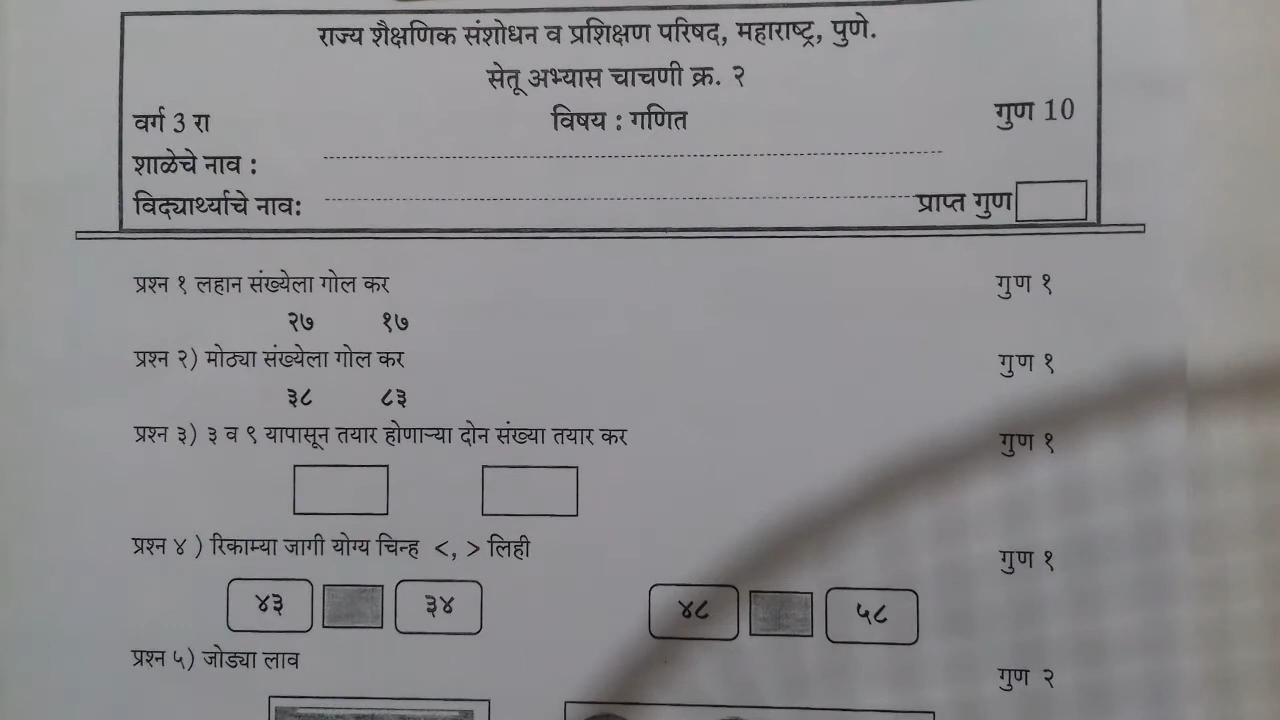 राज्य शैक्षणिक संशोधन व प्रशिक्षण परिषद, महाराष्ट्र, पुणे.
सेतू अभ्यास चाचणी क्र. २
वर्ग 3 रा विषय : गणित गुण 10
शाळेचे नाव :
विद्यार्थ्याचे नाव: प्राप्त गुण
प्रश्न १ लहान संख्येला गोल कर गुण १
२७ १७
प्रश्न २) मोठ्या संख्येला गोल कर गुण १
३८ ८३
प्रश्न ३) ३ व ९ यापासून तयार होणाऱ्या दोन संख्या तयार कर गुण १
प्रश्न ४ ) रिकाम्या जागी योग्य चिन्ह <, > लिही गुण १
४३ ३४ ४८ ५८
प्रश्न ५) जोड्या लाव गुण २